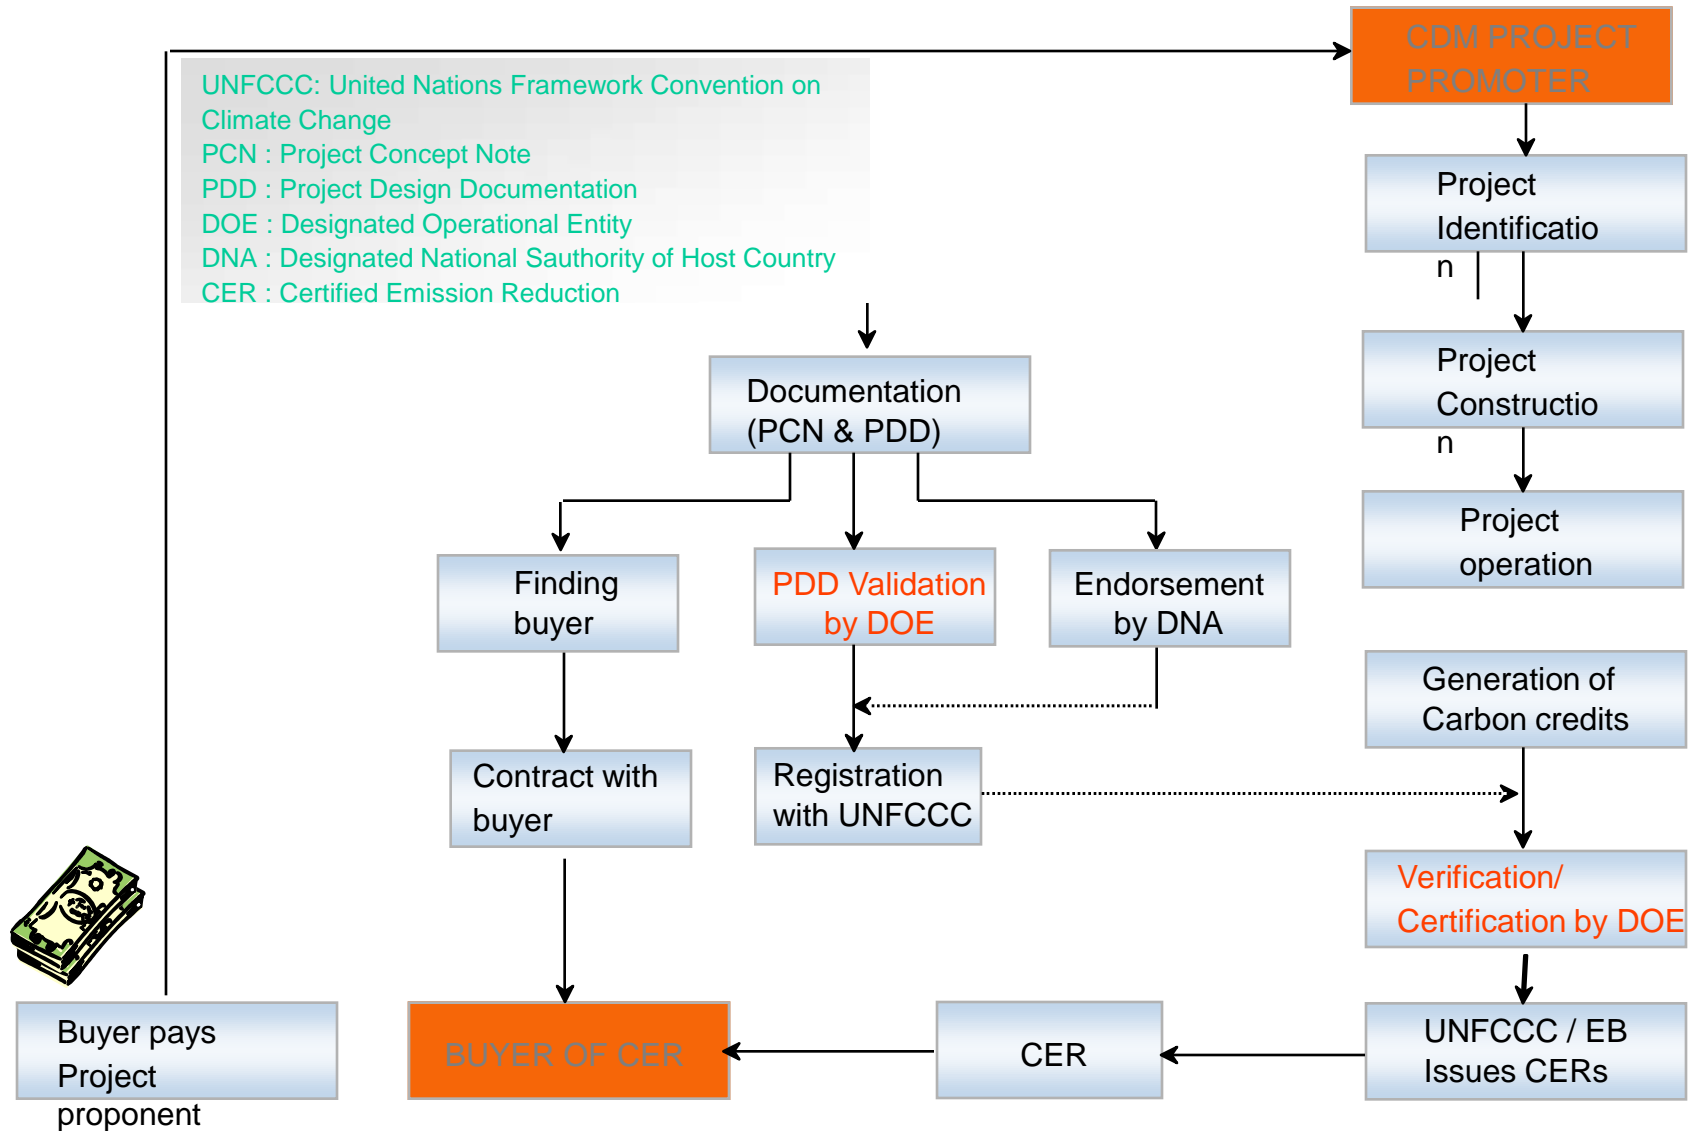 CDM PROJECT
PROMOTER
UNFCCC: United Nations Framework Convention on
Climate Change
PCN : Project Concept Note
PDD : Project Design Documentation
DOE : Designated Operational Entity
DNA : Designated National Sauthority of Host Country
CER : Certified Emission Reduction
Project
Identificatio
n
Documentation
(PCN & PDD)
Project
Constructio
n
Project
operation
Finding
buyer
PDD Validation
by DOE
Endorsement
by DNA
Generation of
Carbon credits
Contract with
buyer
Registration
with UNFCCC
Verification/
Certification by DOE
Buyer pays
Project
proponent
BUYER OF CER
CER
UNFCCC / EB
Issues CERs